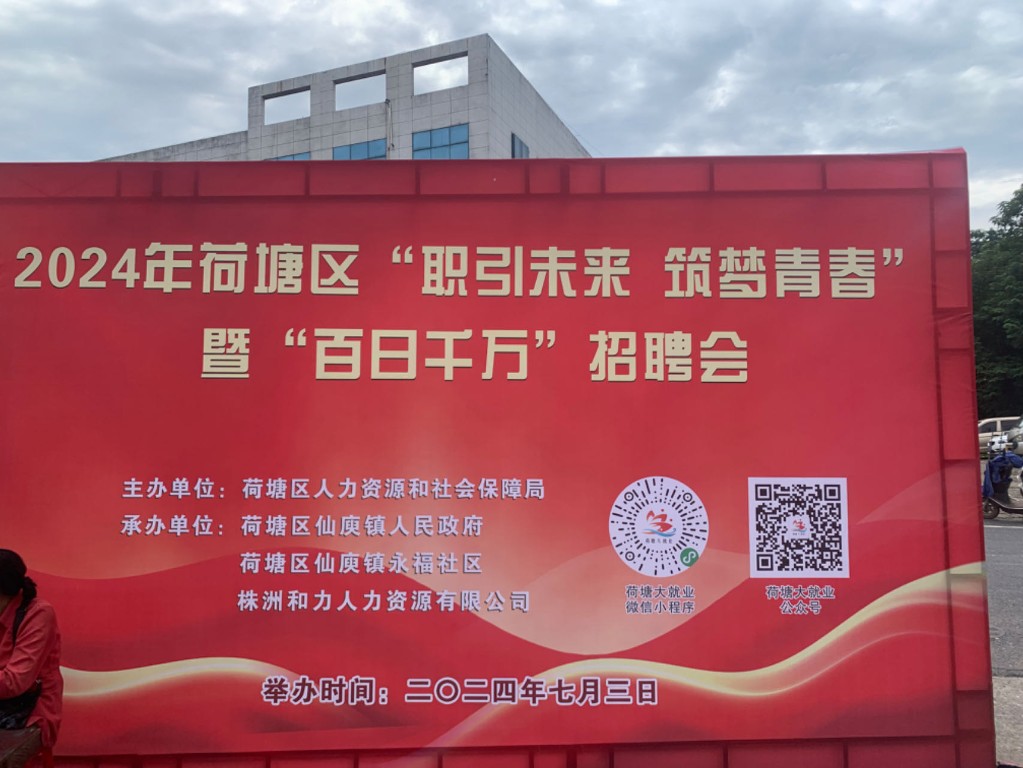 2024年荷塘区“职引未来 筑梦青春”
暨“百日千万”招聘会
主办单位：荷塘区人力资源和社会保障局
承办单位：荷塘区仙庾镇人民政府
荷塘区仙庾镇永福社区
株洲和力人力资源有限公司
荷塘大就业
微信小程序
荷塘大就业
公众号
举办时间：二〇二四年七月三日